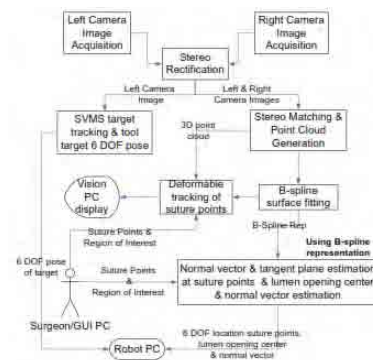 Left Camera
Image
Acquisition
Right Camera
Image
Acquisition
Stereo
Rectification
Left Camera
Image
Left & Right
Camera Images
SVMS target
tracking & tool
target 6 DOF pose
3D point
cloud
Stereo Matching &
Point Cloud
Generation
Vision
PC
display
Deformable
tracking of
suture points
B-spline
surface fitting
Suture Points &
Region of Interest
B-Spline Rep
Using B-spline
representation
6 DOF pose
of target
Suture Points
&
Region of Interest
Normal vector & tangent plane estimation
at suture points & lumen opening center
& normal vector estimation
Surgeon/GUI PC
Robot PC
6 DOF location suture points,
lumen opening center
& normal vector